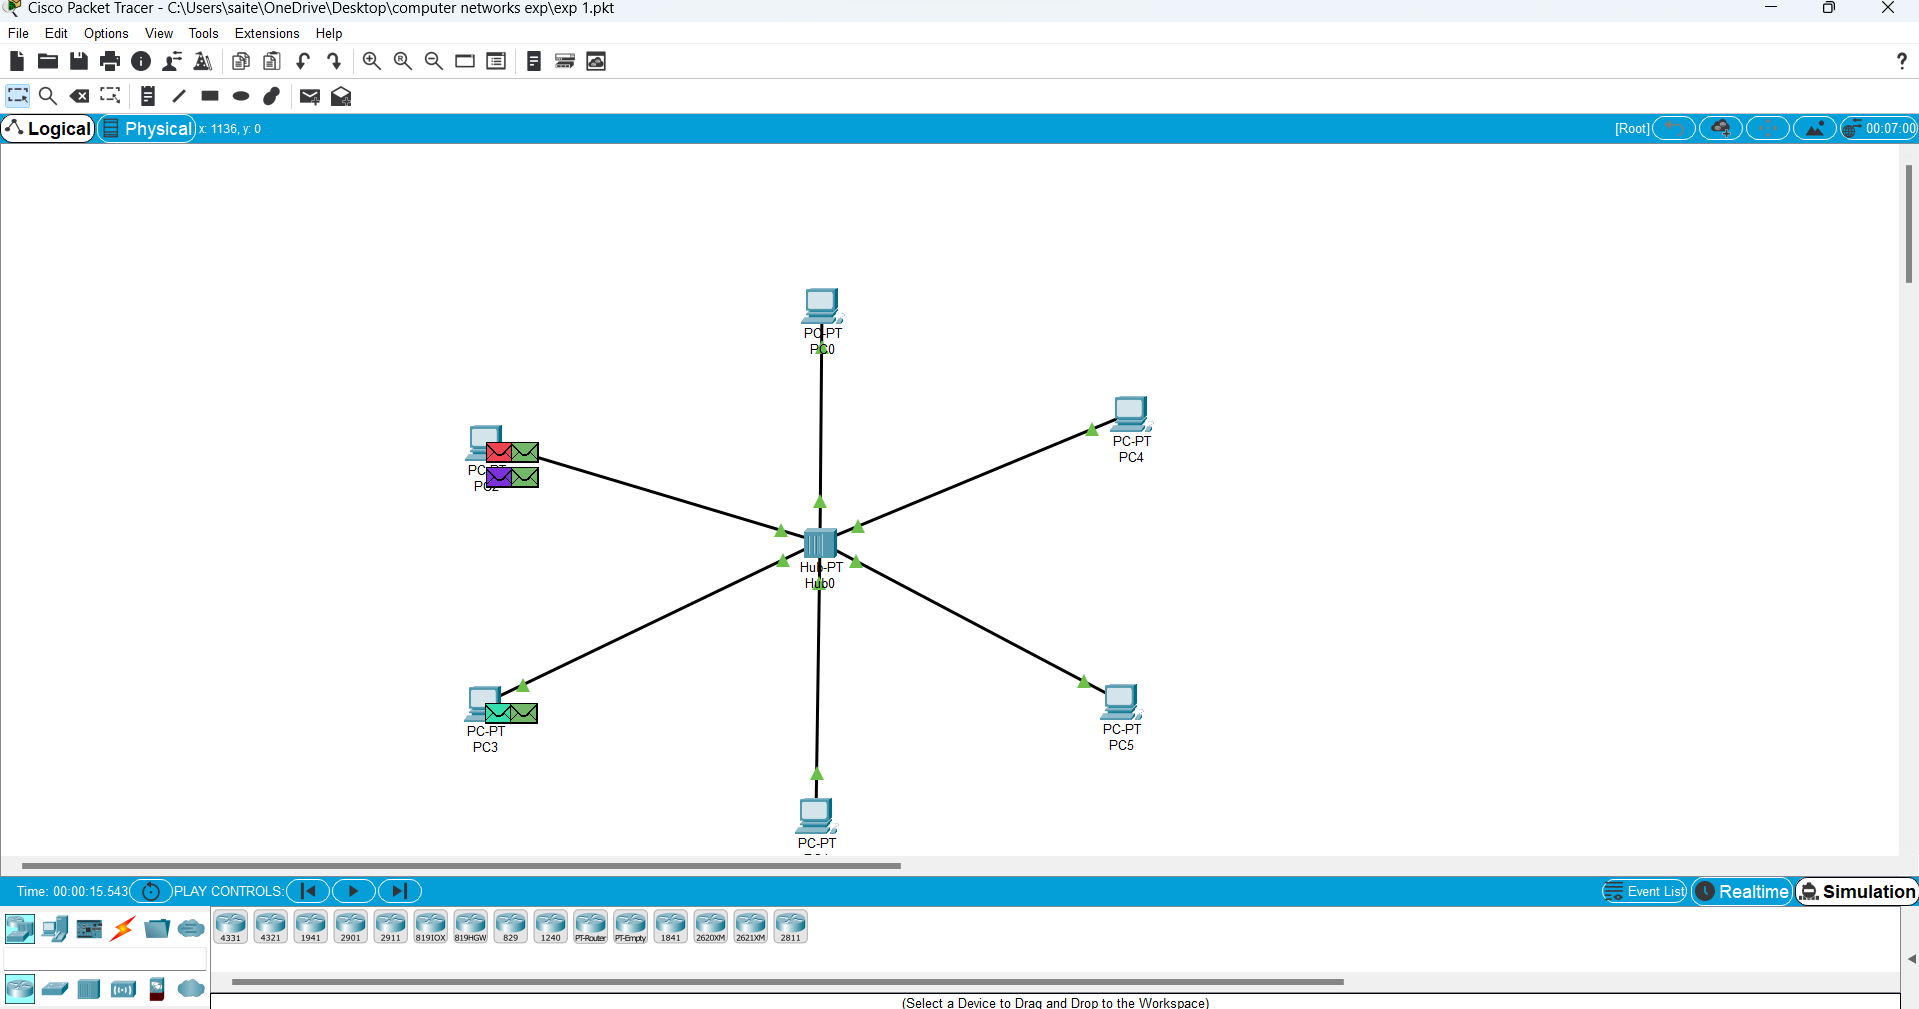 Cisco Packet Tracer - C:\Users\saite\OneDrive\Desktop\computer networks exp\exp 1.pkt
File Edit Options View Tools Extensions Help
?
Logical Physical x: 1136, y: 0 [Root] 00:07:00
PC-PT
PC0
PC-PT
PC4
PC-PT
PC2
Hub-PT
Hub0
PC-PT
PC3
PC-PT
PC5
PC-PT
Time: 00:00:15.543 PLAY CONTROLS: Event List Realtime Simulation
4331 4321 1941 2901 2911 819IOX 819HGW 829 1240 PT-Router PT-Empty 1841 2620XM 2621XM 2811
(Select a Device to Drag and Drop to the Workspace)